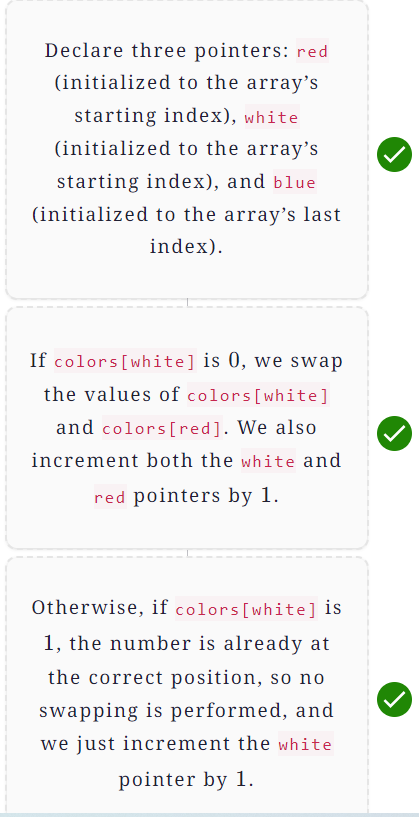 Declare three pointers: red
(initialized to the array’s
starting index), white
(initialized to the array’s
starting index), and blue
(initialized to the array’s last
index).
If colors[white] is 0, we swap
the values of colors[white]
and colors[red]. We also
increment both the white and
red pointers by 1.
Otherwise, if colors[white] is
1, the number is already at
the correct position, so no
swapping is performed, and
we just increment the white
pointer by 1.